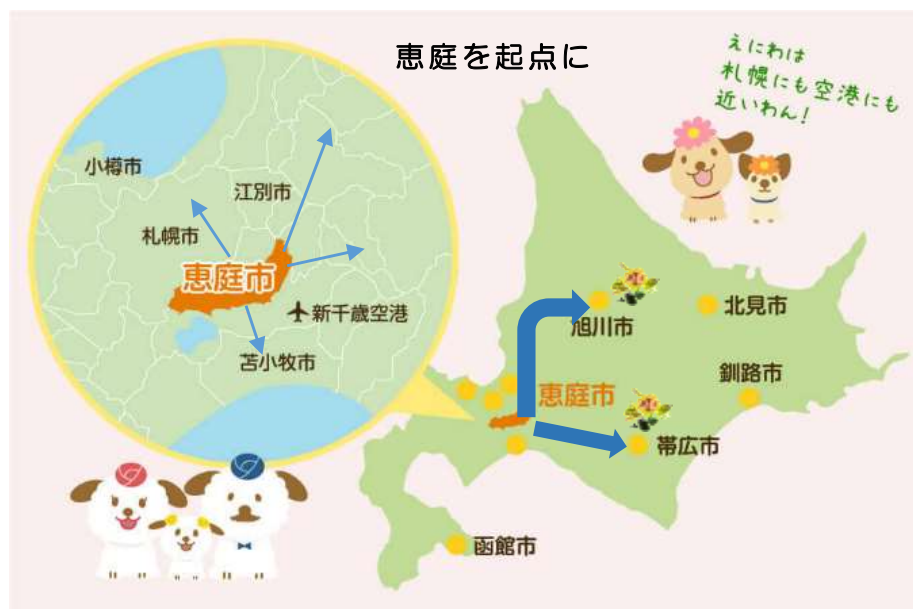 恵庭を起点に
えにわは
札幌にも空港にも
近いわん!
小樽市
江別市
札幌市
恵庭市
新千歳空港
苫小牧市
旭川市
北見市
恵庭市
釧路市
帯広市
函館市